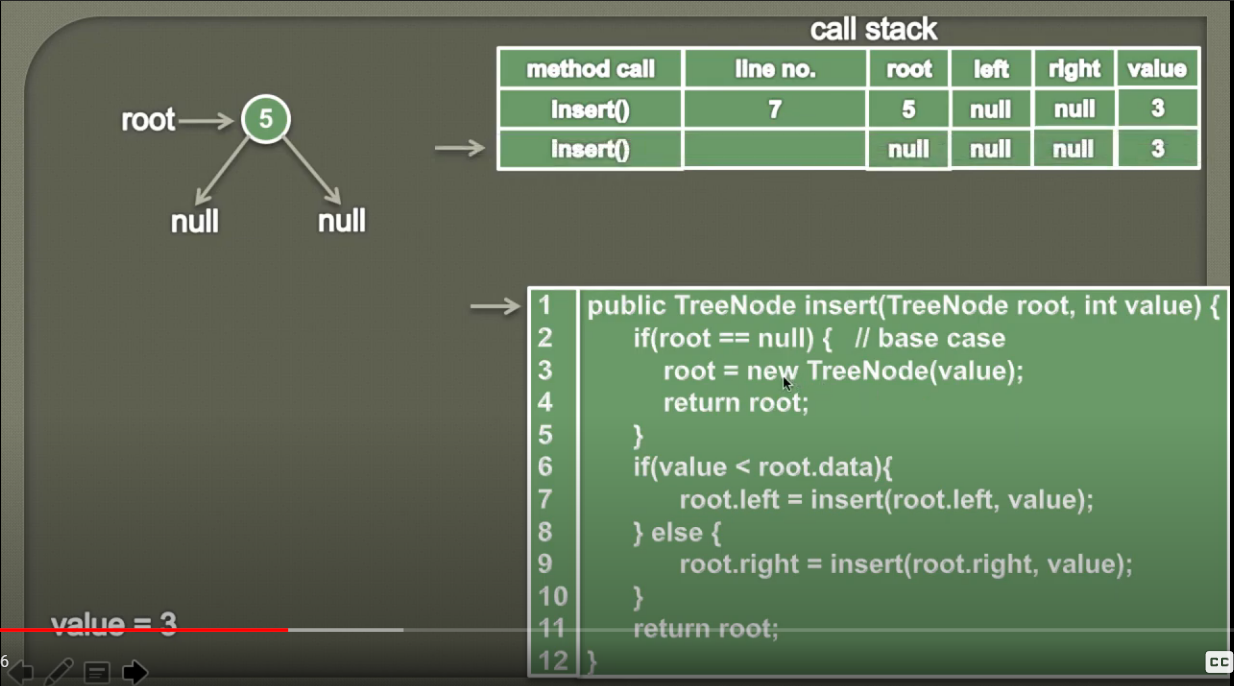 call stack
method call line no. root left right value
insert() 7 5 null null 3
insert() null null null 3
root 5
null null
1 public TreeNode insert(TreeNode root, int value) {
2 if(root == null) { // base case
3 root = new TreeNode(value);
4 return root;
5 }
6 if(value < root.data){
7 root.left = insert(root.left, value);
8 } else {
9 root.right = insert(root.right, value);
10 }
11 return root;
12 }
value = 3
6
CC